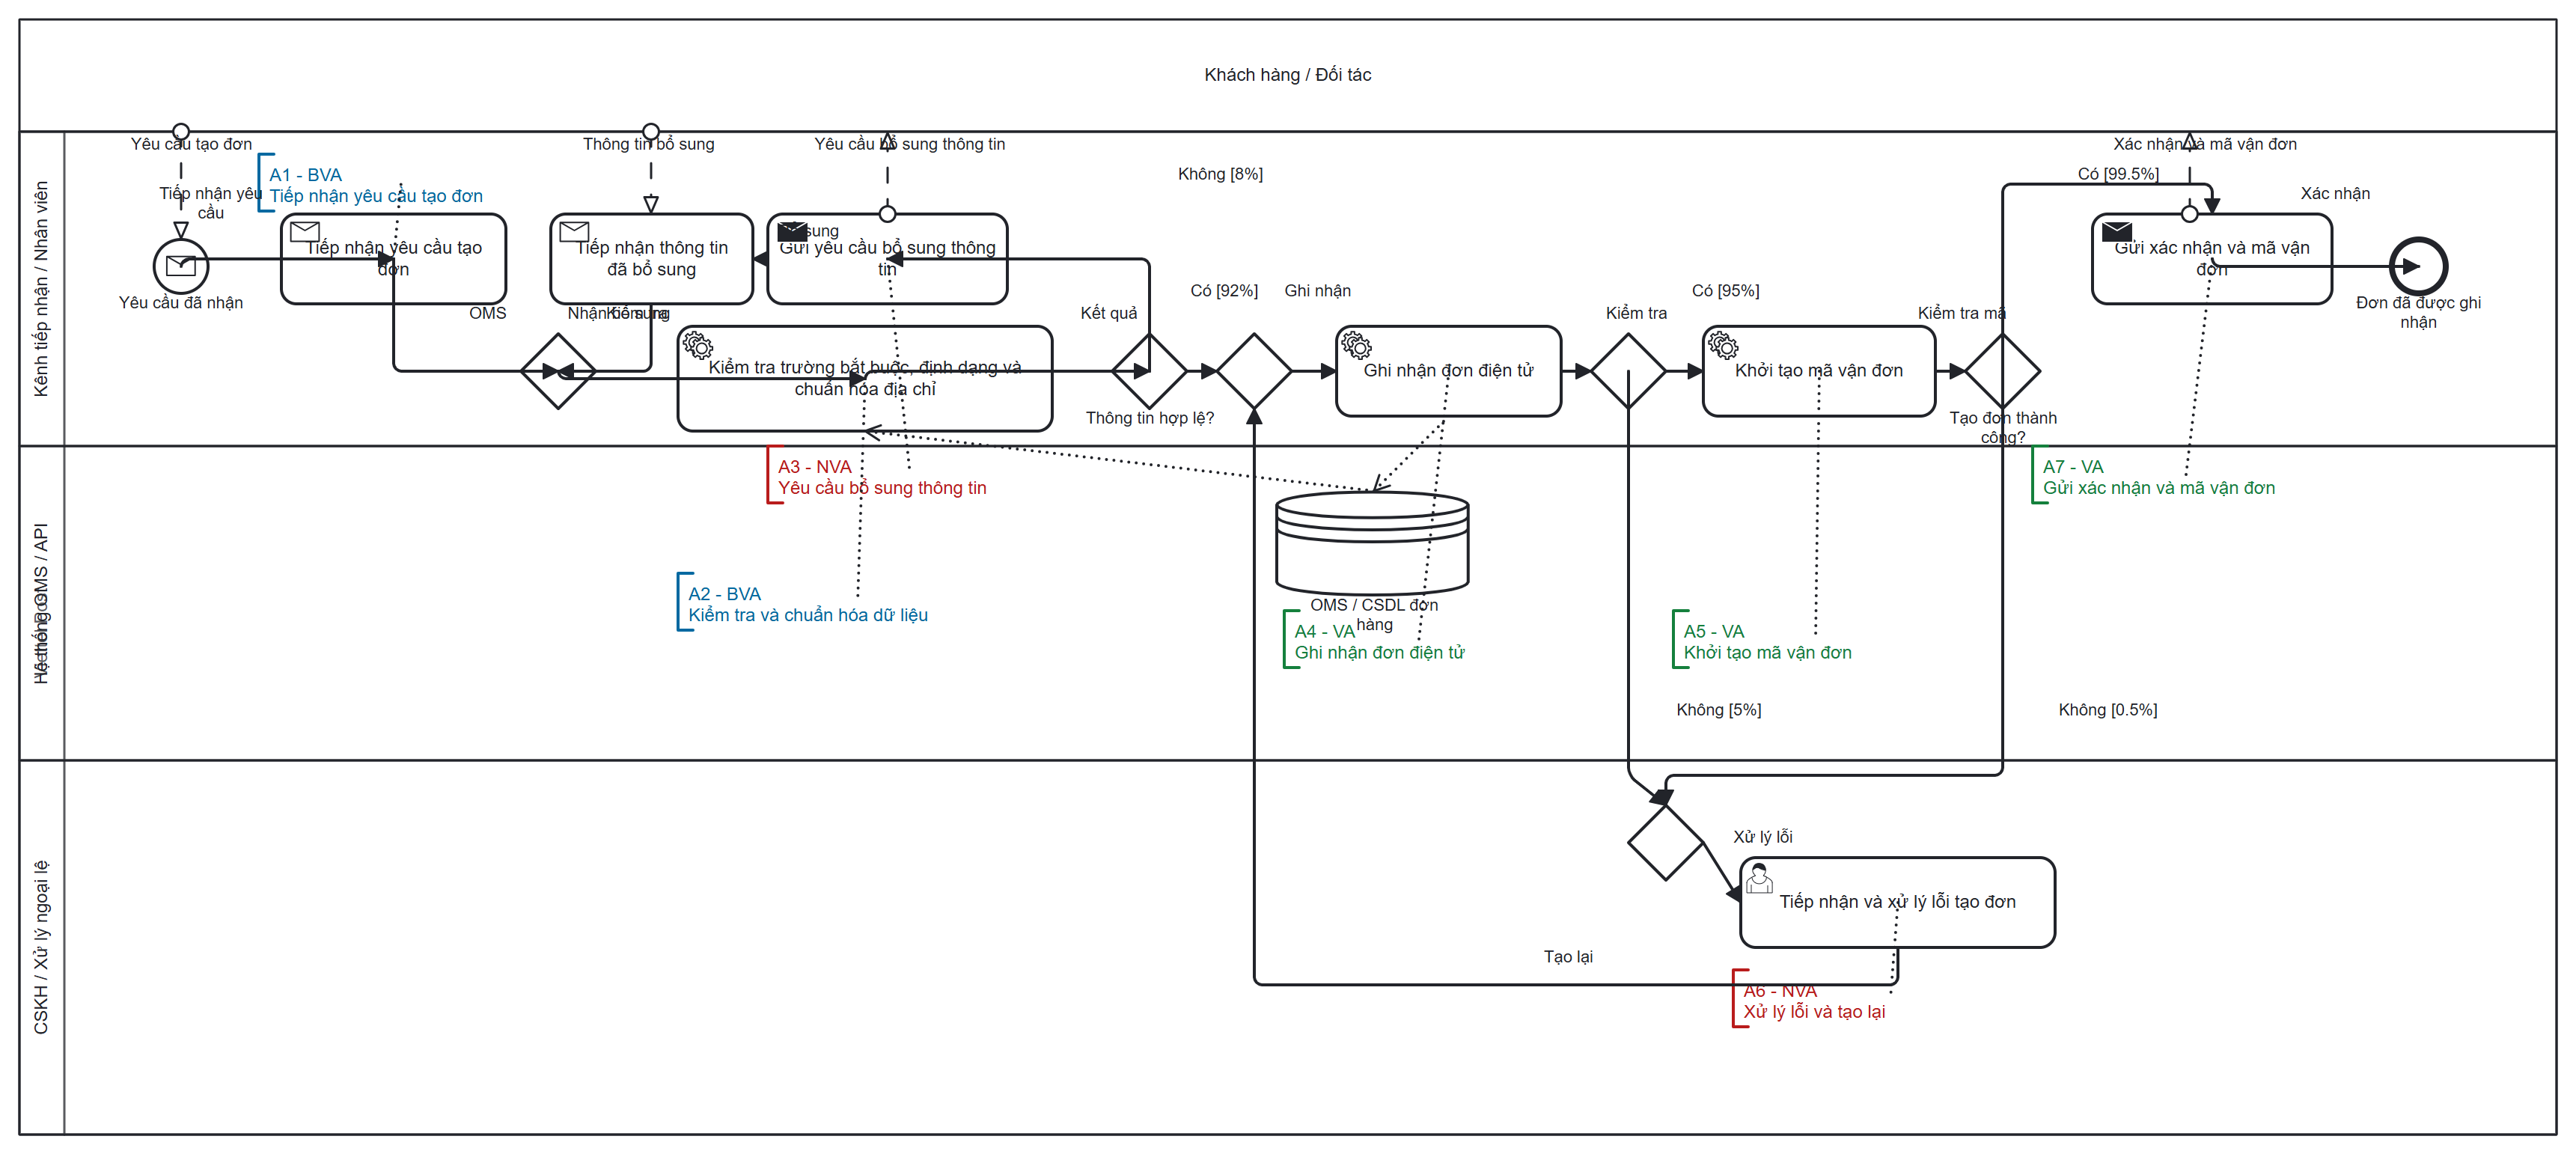 Khách hàng / Đối tác
Yêu cầu tạo đơn
Thông tin bổ sung
Yêu cầu bổ sung thông tin
Xác nhận và mã vận đơn
Kênh tiếp nhận / Nhân viên
A1 - BVA
Tiếp nhận yêu cầu tạo đơn
Tiếp nhận yêu
cầu
Không [8%]
Có [99.5%]
Xác nhận
Yêu cầu đã nhận
Tiếp nhận yêu cầu tạo
đơn
Tiếp nhận thông tin
đã bổ sung
sung
Gửi yêu cầu bổ sung thông
tin
Gửi xác nhận và mã vận
đơn
Đơn đã được ghi
nhận
OMS
Nhận bổ sung
Kiểm tra
Kết quả
Có [92%]
Ghi nhận
Kiểm tra
Có [95%]
Kiểm tra mã
Kiểm tra trường bắt buộc, định dạng và
chuẩn hóa địa chỉ
Thông tin hợp lệ?
Ghi nhận đơn điện tử
Khởi tạo mã vận đơn
Tạo đơn thành
công?
Hệ thống OMS / API
A3 - NVA
Yêu cầu bổ sung thông tin
A7 - VA
Gửi xác nhận và mã vận đơn
A2 - BVA
Kiểm tra và chuẩn hóa dữ liệu
OMS / CSDL đơn
hàng
A4 - VA
Ghi nhận đơn điện tử
A5 - VA
Khởi tạo mã vận đơn
Không [5%]
Không [0.5%]
CSKH / Xử lý ngoại lệ
Xử lý lỗi
Tiếp nhận và xử lý lỗi tạo đơn
Tạo lại
A6 - NVA
Xử lý lỗi và tạo lại